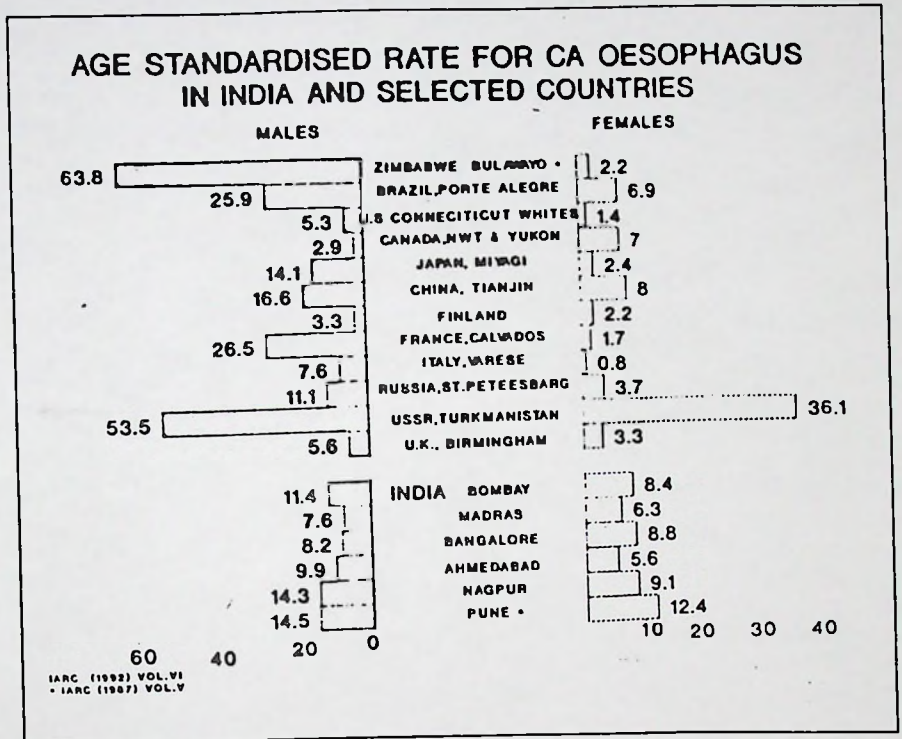 AGE STANDARDISED RATE FOR CA OESOPHAGUS
IN INDIA AND SELECTED COUNTRIES
MALES FEMALES
63.8 ZIMBABWE BULAWAYO * 2.2
25.9 BRAZIL,PORTE ALEGRE 6.9
5.3 U.S CONNECITICUT WHITES 1.4
2.9 CANADA,NWT & YUKON 7
14.1 JAPAN, MIYAGI 2.4
16.6 CHINA, TIANJIN 8
3.3 FINLAND 2.2
26.5 FRANCE,CALVADOS 1.7
7.6 ITALY,VARESE 0.8
11.1 RUSSIA,ST.PETEESBARG 3.7
53.5 USSR,TURKMANISTAN 36.1
5.6 U.K., BIRMINGHAM 3.3
11.4 INDIA BOMBAY 8.4
7.6 MADRAS 6.3
8.2 BANGALORE 8.8
9.9 AHMEDABAD 5.6
14.3 NAGPUR 9.1
14.5 PUNE * 12.4
60 40 20 0 10 20 30 40
IARC (1992) VOL.VI
* IARC (1987) VOL.V